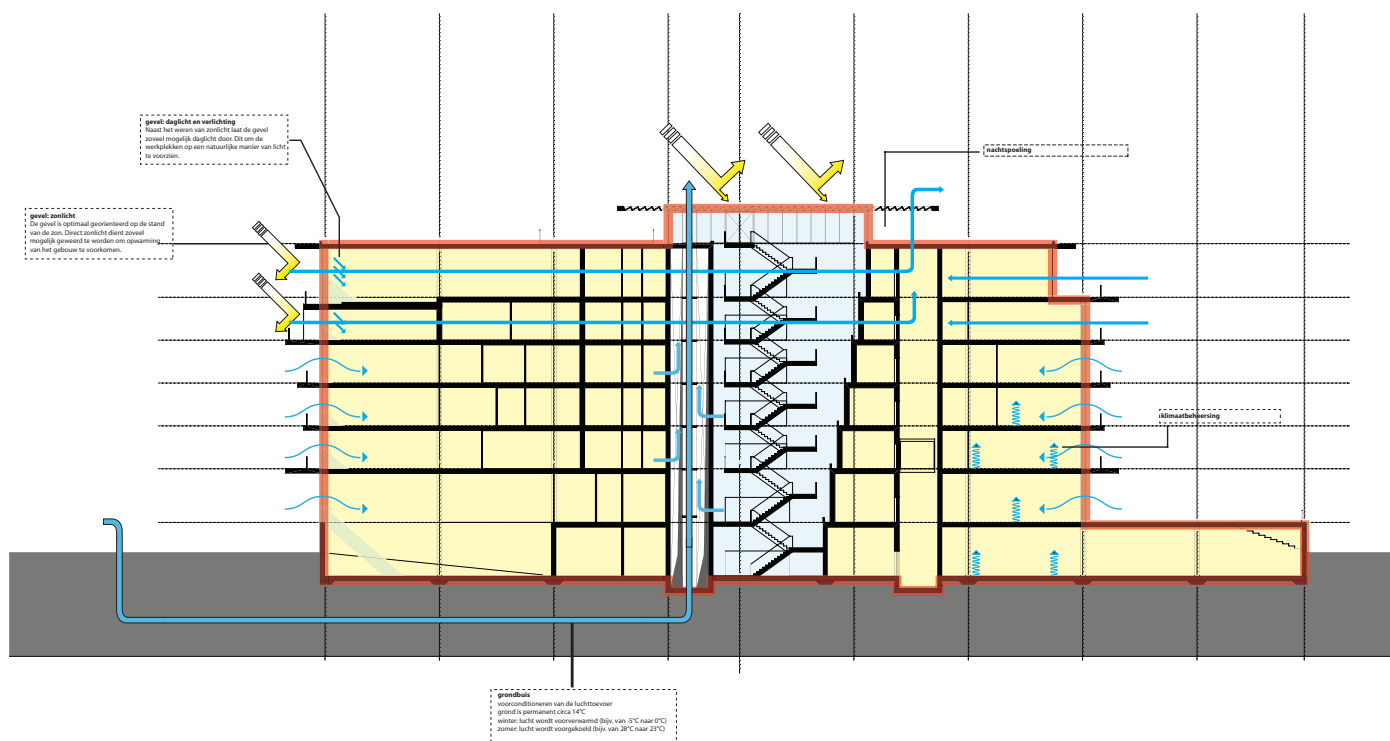 gevel: daglicht en verlichting
Naast het weren van zonlicht laat de gevel
zoveel mogelijk daglicht door. Dit om de
werkplekken op een natuurlijke manier van licht
te voorzien.
nachtspoeling
gevel: zonlicht
De gevel is optimaal georienteerd op de stand
van de zon. Direct zonlicht dient zoveel
mogelijk geweerd te worden om opwarming
van het gebouw te voorkomen.
klimaatbeheersing
grondbuis
voorconditioneren van de luchttoevoer
grond is permanent circa 14°C
winter: lucht wordt voorverwarmd (bijv. van -5°C naar 0°C)
zomer: lucht wordt voorgekoeld (bijv. van 28°C naar 23°C)